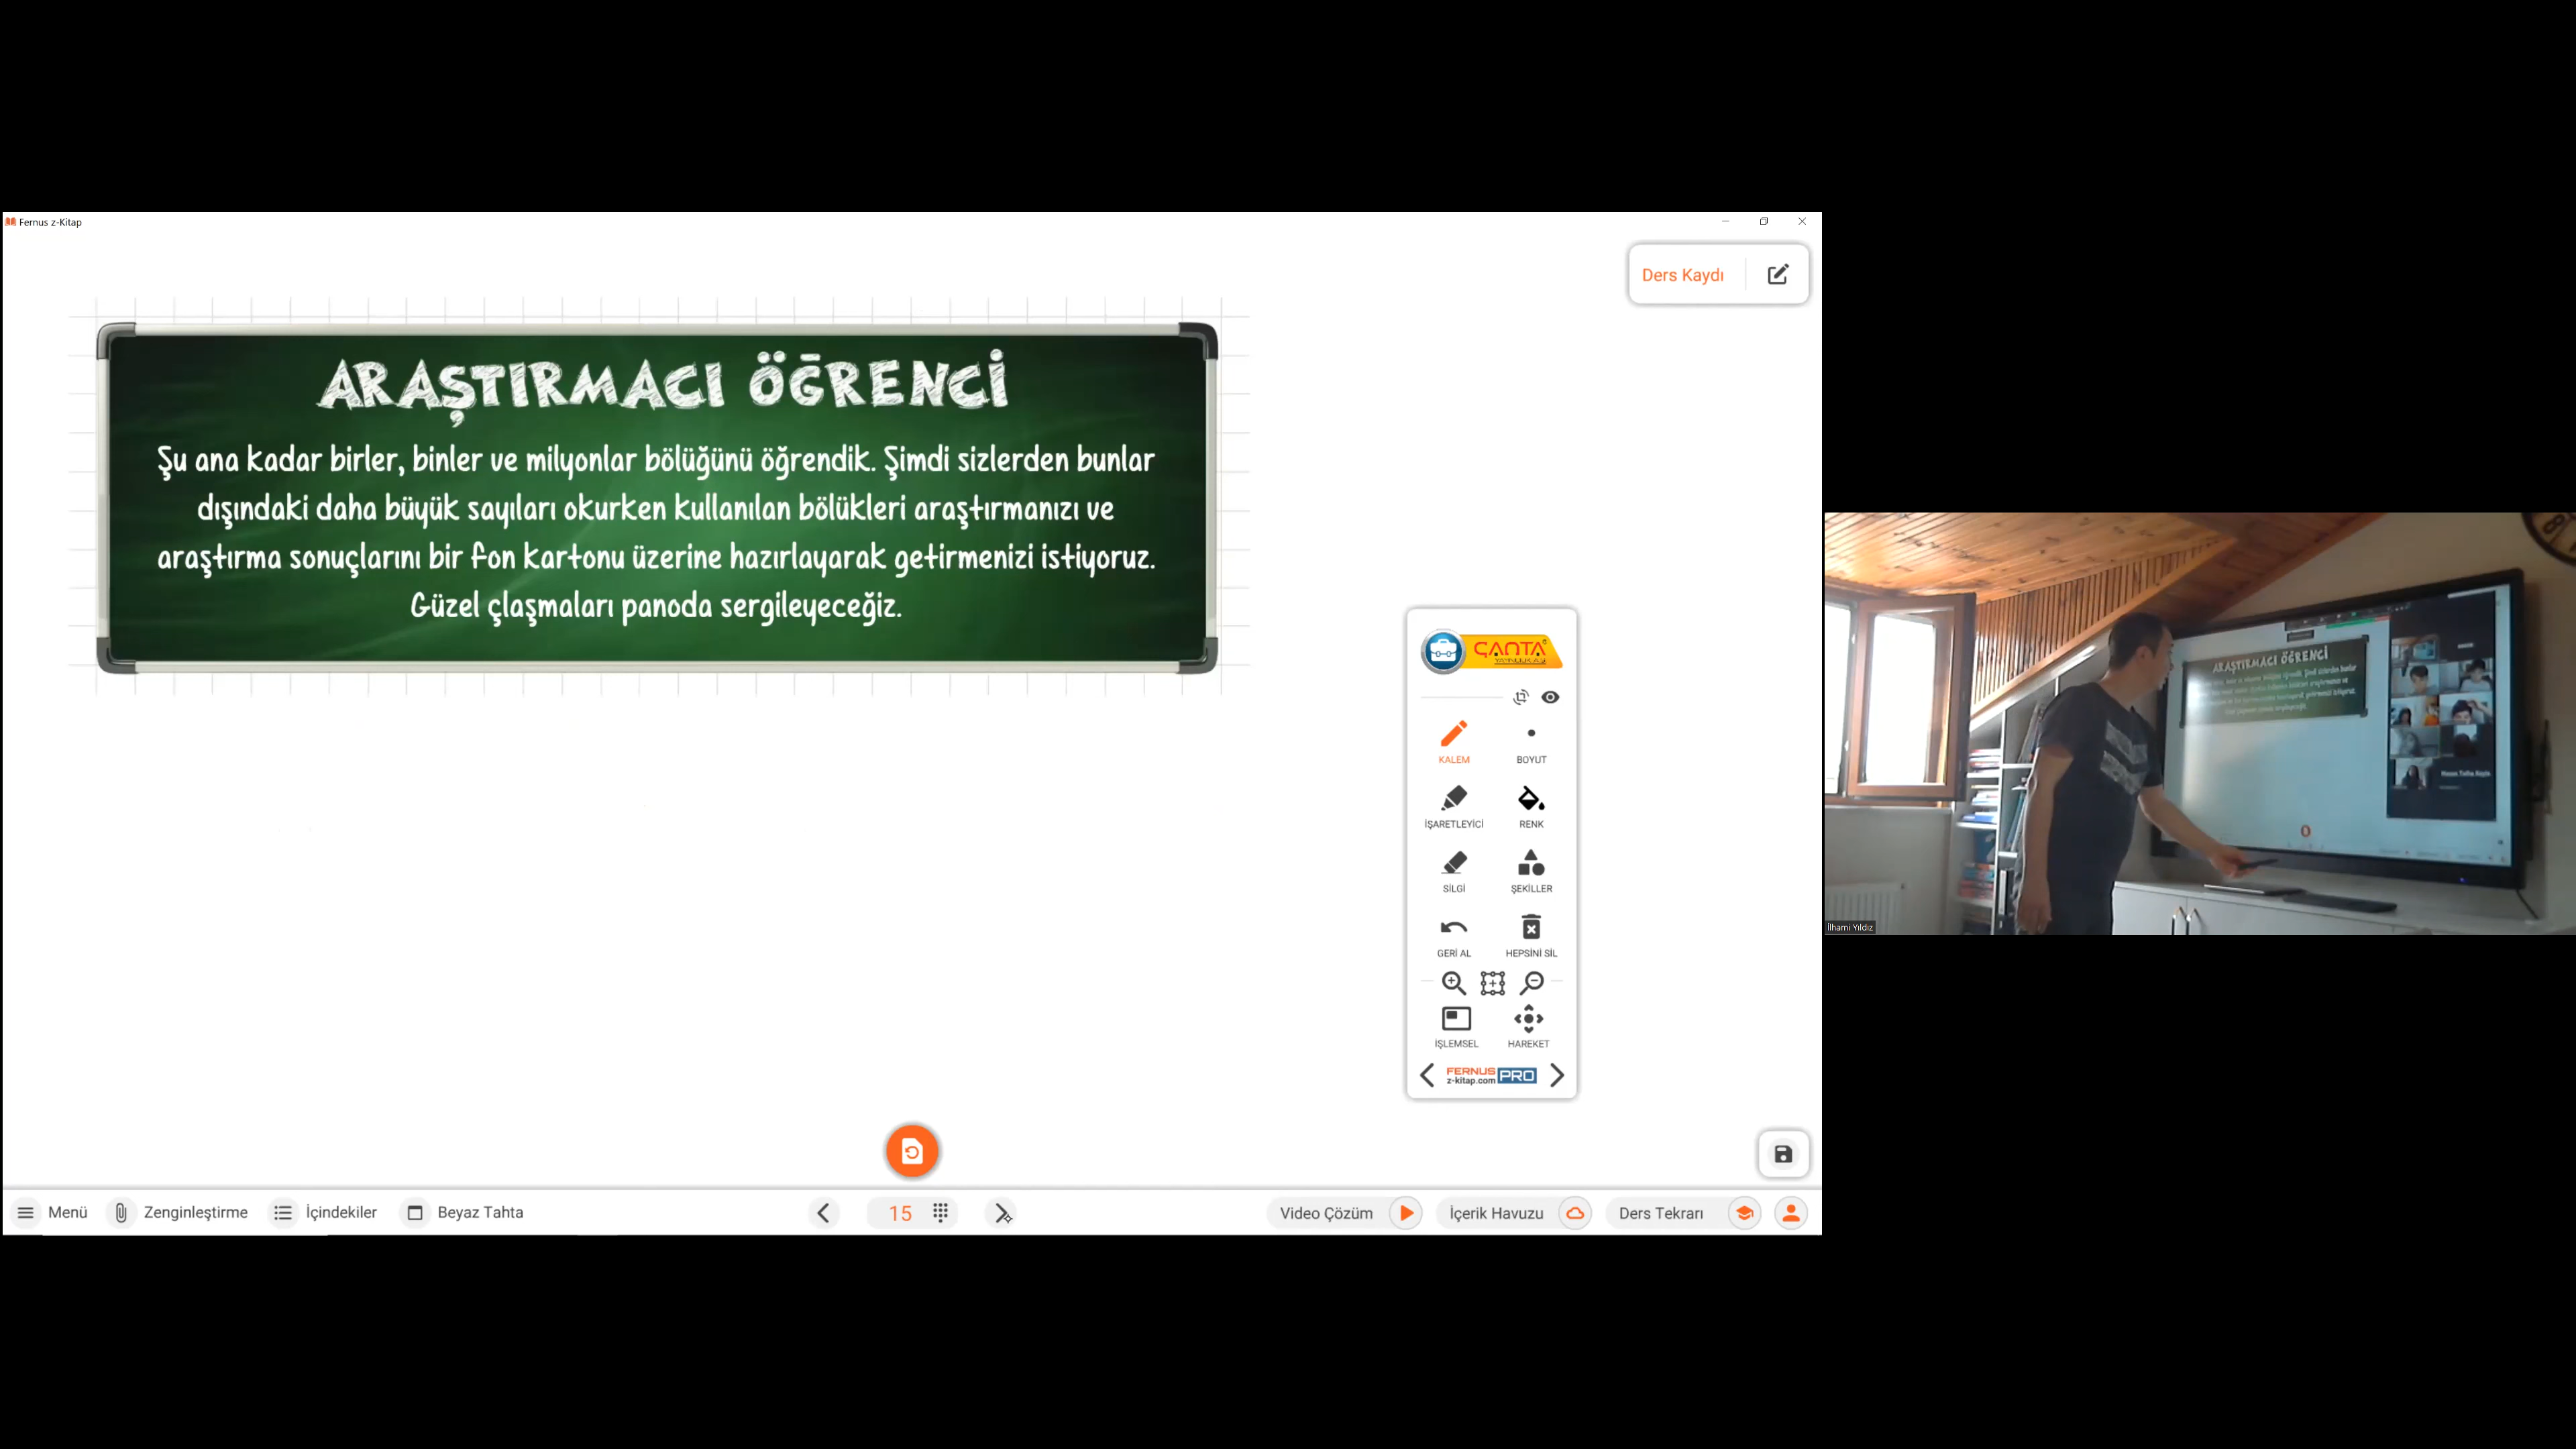 Fernus z-Kitap
Ders Kaydı
ARAŞTIRMACI ÖĞRENCİ
Şu ana kadar birler, binler ve milyonlar bölüğünü öğrendik. Şimdi sizlerden bunlar
dışındaki daha büyük sayıları okurken kullanılan bölükleri araştırmanızı ve
araştırma sonuçlarını bir fon kartonu üzerine hazırlayarak getirmenizi istiyoruz.
Güzel çlaşmaları panoda sergileyeceğiz.
ÇANTA
YAYINLARI
KALEM
BOYUT
İŞARETLEYİCİ
RENK
SİLGİ
ŞEKİLLER
GERİ AL
HEPSİNİ SİL
İŞLEMSEL
HAREKET
FERNUS
z-kitap.com
PRO
Menü
Zenginleştirme
İçindekiler
Beyaz Tahta
15
Video Çözüm
İçerik Havuzu
Ders Tekrarı
ARAŞTIRMACI ÖĞRENCİ
İlhami Yıldız